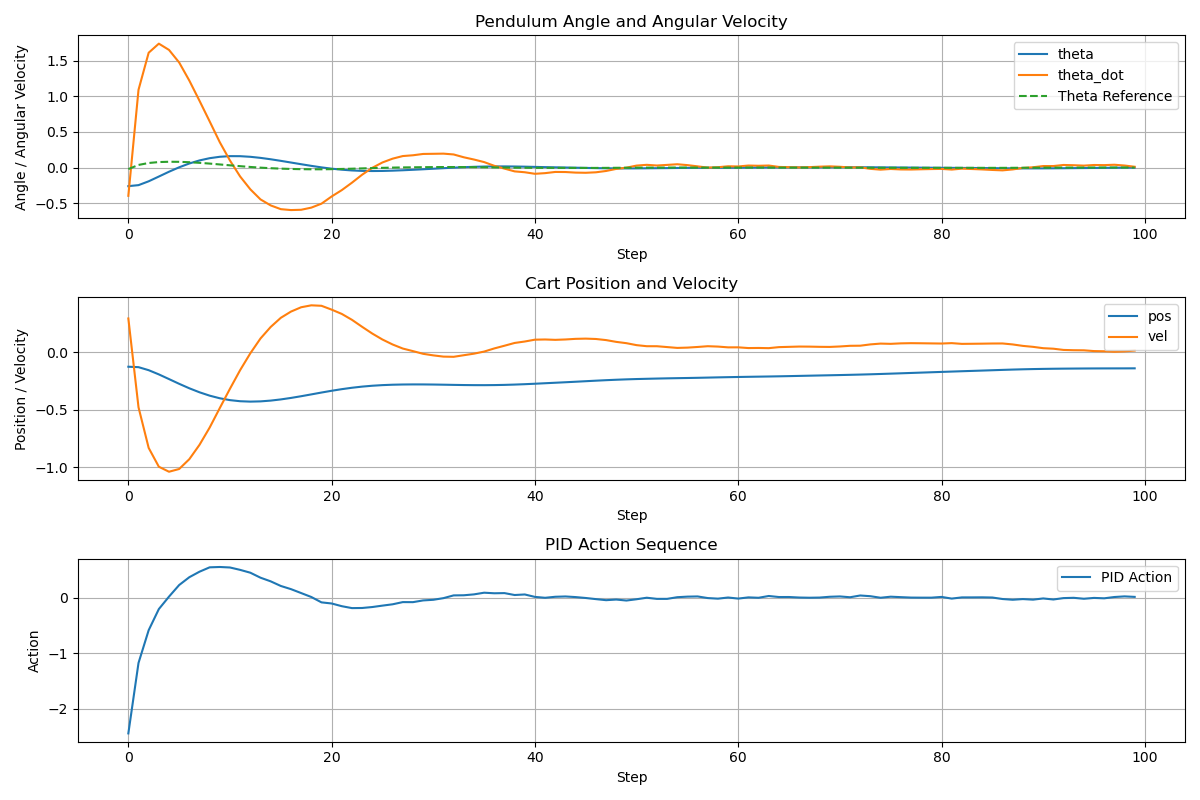 Pendulum Angle and Angular Velocity
Angle / Angular Velocity
1.5
1.0
0.5
0.0
−0.5
theta
theta_dot
Theta Reference
0 20 40 60 80 100
Step
Cart Position and Velocity
Position / Velocity
0.0
−0.5
−1.0
pos
vel
0 20 40 60 80 100
Step
PID Action Sequence
Action
0
−1
−2
PID Action
0 20 40 60 80 100
Step